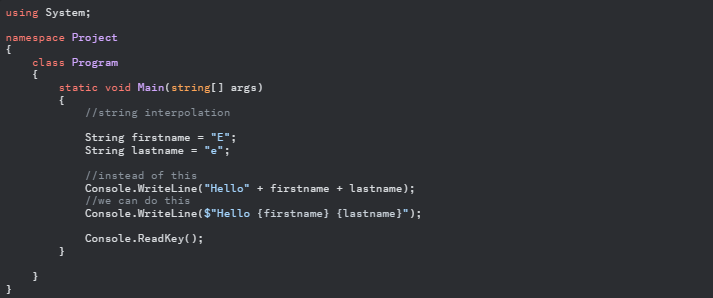 using System;
namespace Project
{
class Program
{
static void Main(string[] args)
{
//string interpolation
String firstname = "E";
String lastname = "e";
//instead of this
Console.WriteLine("Hello" + firstname + lastname);
//we can do this
Console.WriteLine($"Hello {firstname} {lastname}");
Console.ReadKey();
}
}
}